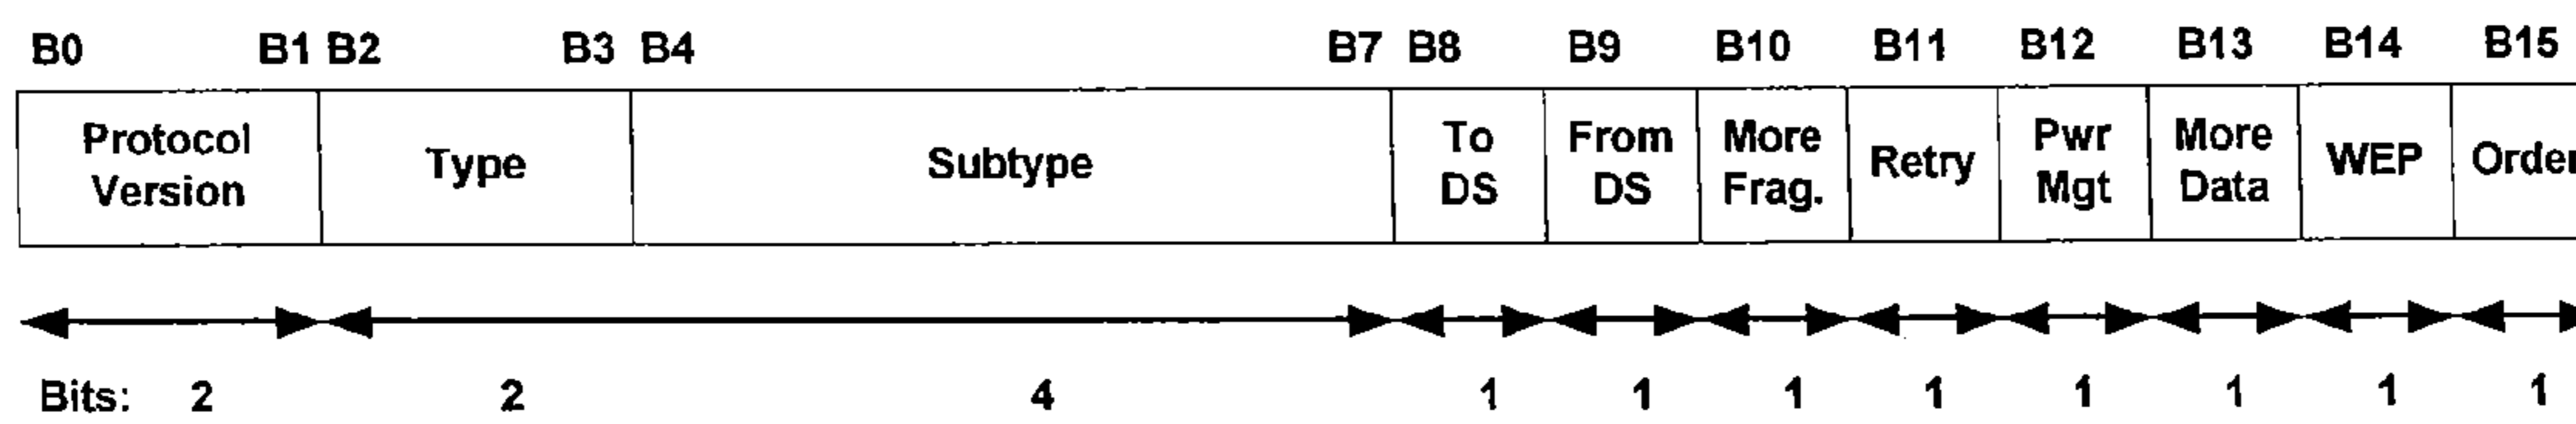 B0 B1 B2 B3 B4 B7 B8 B9 B10 B11 B12 B13 B14 B15
Protocol Version Type Subtype To DS From DS More Frag. Retry Pwr Mgt More Data WEP Order
Bits: 2 2 4 1 1 1 1 1 1 1 1